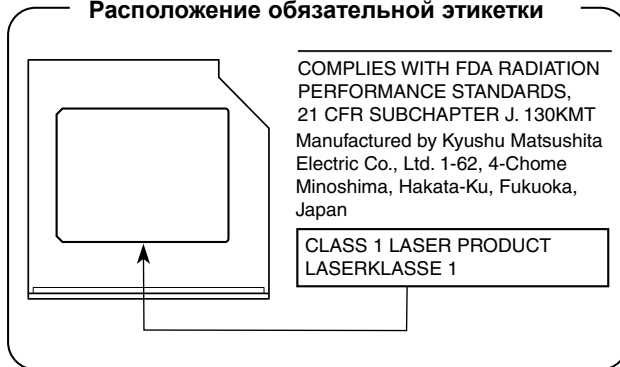 Расположение обязательной этикетки
COMPLIES WITH FDA RADIATION
PERFORMANCE STANDARDS,
21 CFR SUBCHAPTER J. 130KMT
Manufactured by Kyushu Matsushita
Electric Co., Ltd. 1-62, 4-Chome
Minoshima, Hakata-Ku, Fukuoka,
Japan
CLASS 1 LASER PRODUCT
LASERKLASSE 1